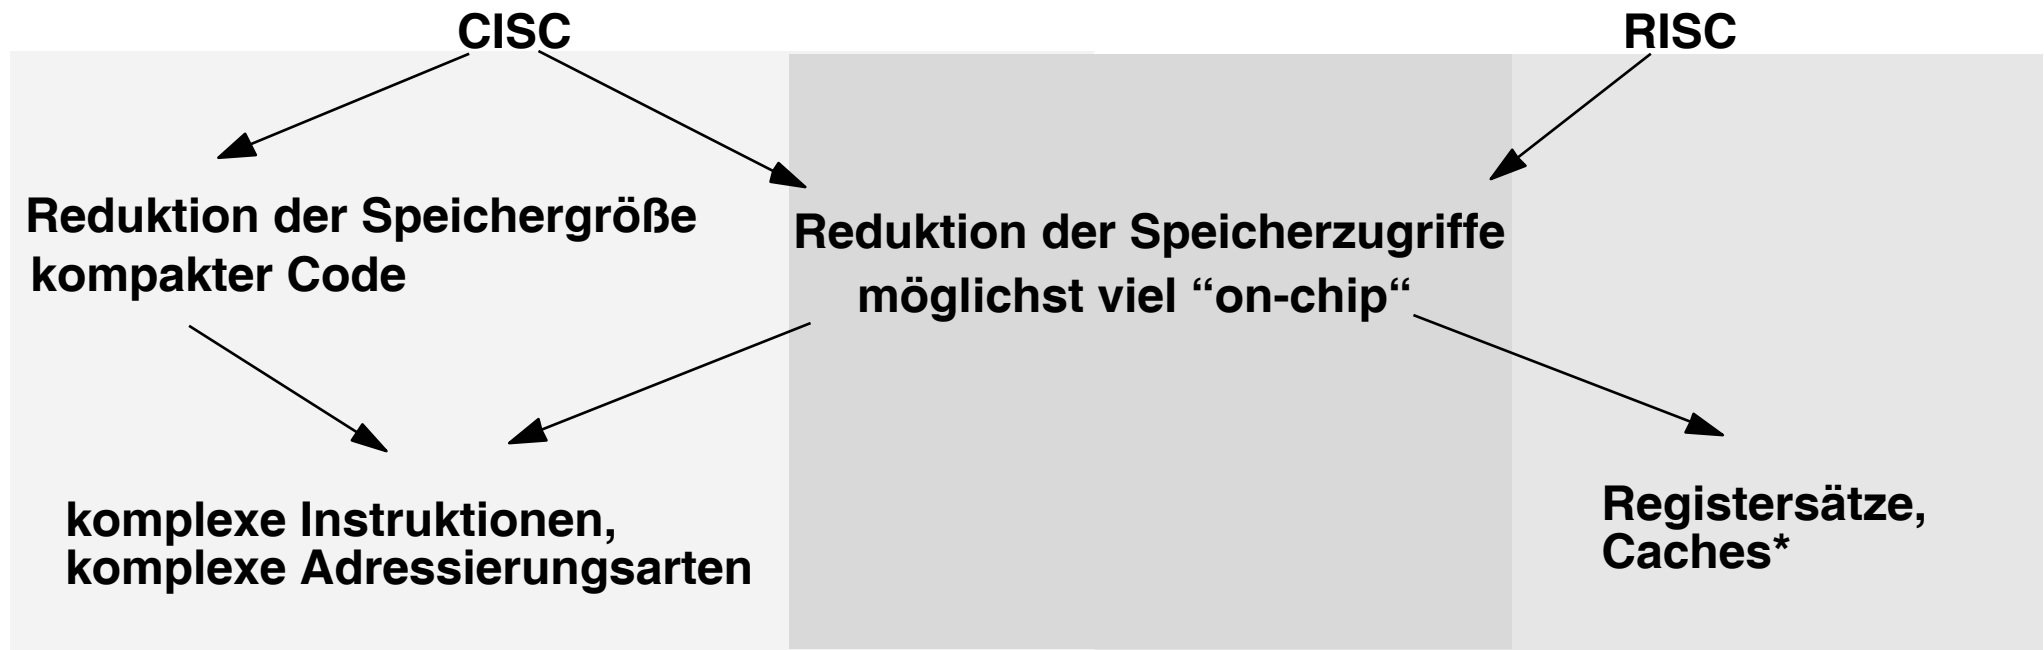 CISC
RISC
Reduktion der Speichergröße
kompakter Code
Reduktion der Speicherzugriffe
möglichst viel “on-chip“
komplexe Instruktionen,
komplexe Adressierungsarten
Registersätze,
Caches*